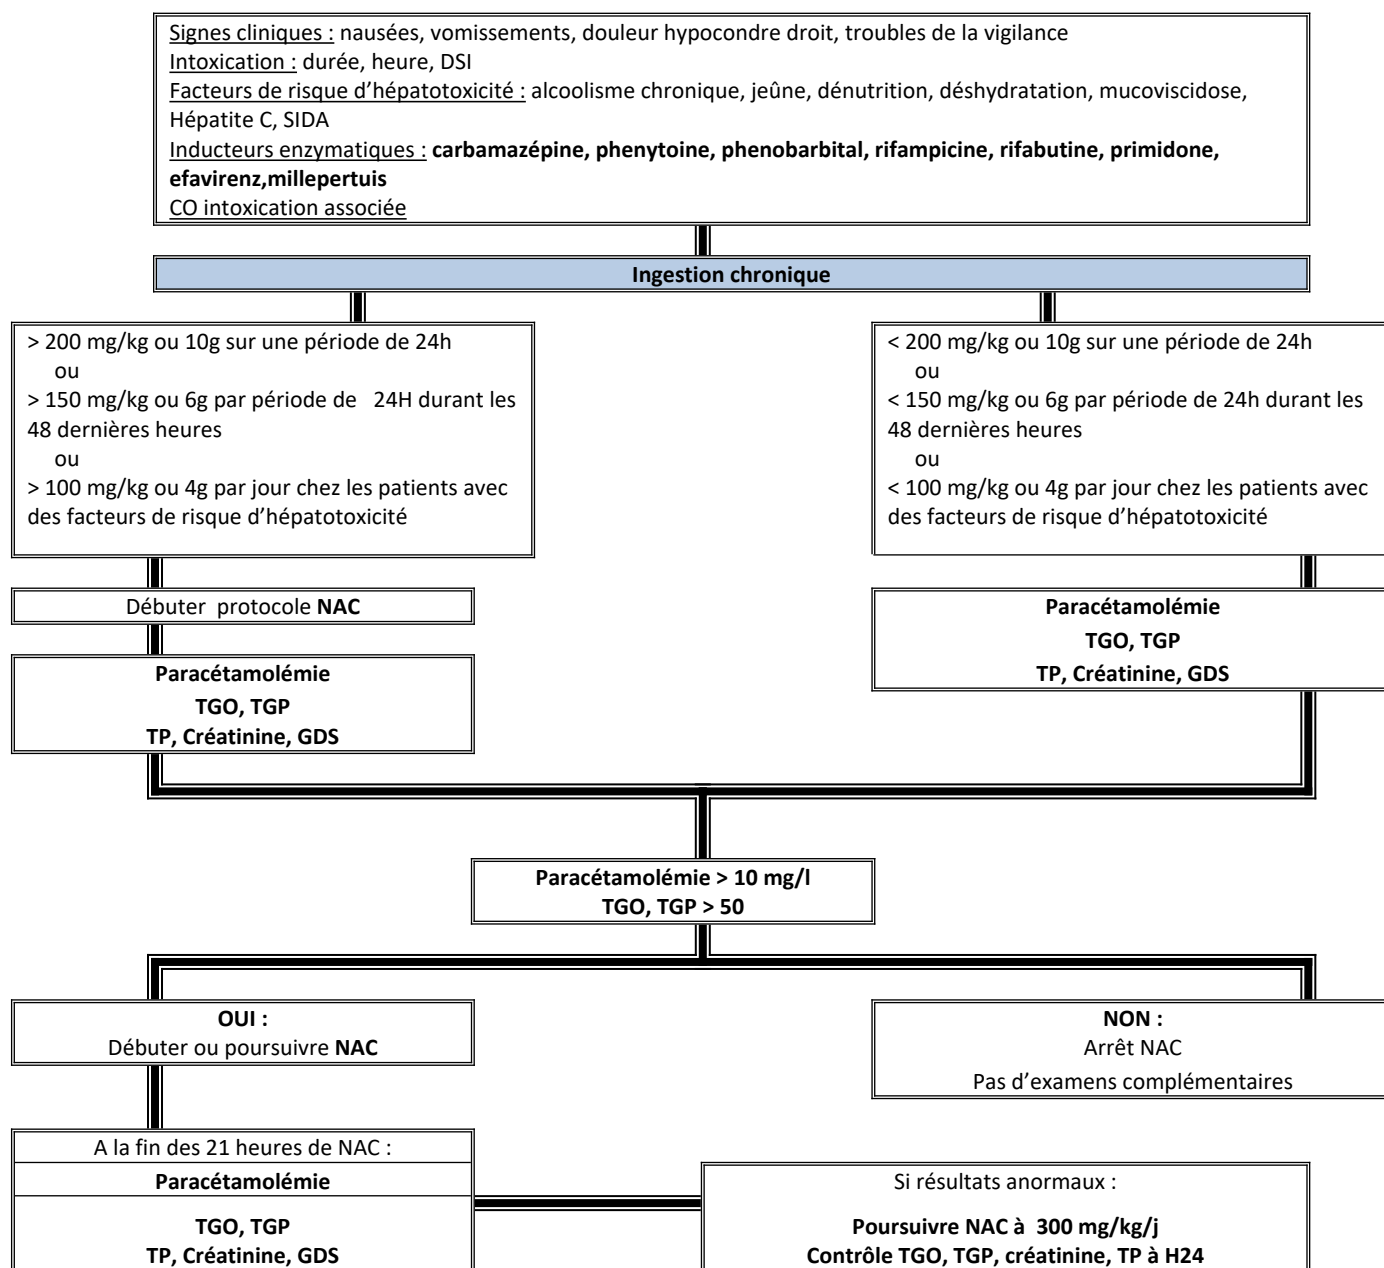 Signes cliniques : nausées, vomissements, douleur hypocondre droit, troubles de la vigilance
Intoxication : durée, heure, DSI
Facteurs de risque d’hépatotoxicité : alcoolisme chronique, jeûne, dénutrition, déshydratation, mucoviscidose,
Hépatite C, SIDA
Inducteurs enzymatiques : carbamazépine, phenytoine, phenobarbital, rifampicine, rifabutine, primidone,
efavirenz,millepertuis
CO intoxication associée
Ingestion chronique
> 200 mg/kg ou 10g sur une période de 24h
ou
> 150 mg/kg ou 6g par période de 24H durant les
48 dernières heures
ou
> 100 mg/kg ou 4g par jour chez les patients avec
des facteurs de risque d’hépatotoxicité
< 200 mg/kg ou 10g sur une période de 24h
ou
< 150 mg/kg ou 6g par période de 24h durant les
48 dernières heures
ou
< 100 mg/kg ou 4g par jour chez les patients avec
des facteurs de risque d’hépatotoxicité
Débuter protocole NAC
Paracétamolémie
TGO, TGP
TP, Créatinine, GDS
Paracétamolémie
TGO, TGP
TP, Créatinine, GDS
Paracétamolémie > 10 mg/l
TGO, TGP > 50
OUI :
Débuter ou poursuivre NAC
NON :
Arrêt NAC
Pas d’examens complémentaires
A la fin des 21 heures de NAC :
Paracétamolémie
TGO, TGP
TP, Créatinine, GDS
Si résultats anormaux :
Poursuivre NAC à 300 mg/kg/j
Contrôle TGO, TGP, créatinine, TP à H24